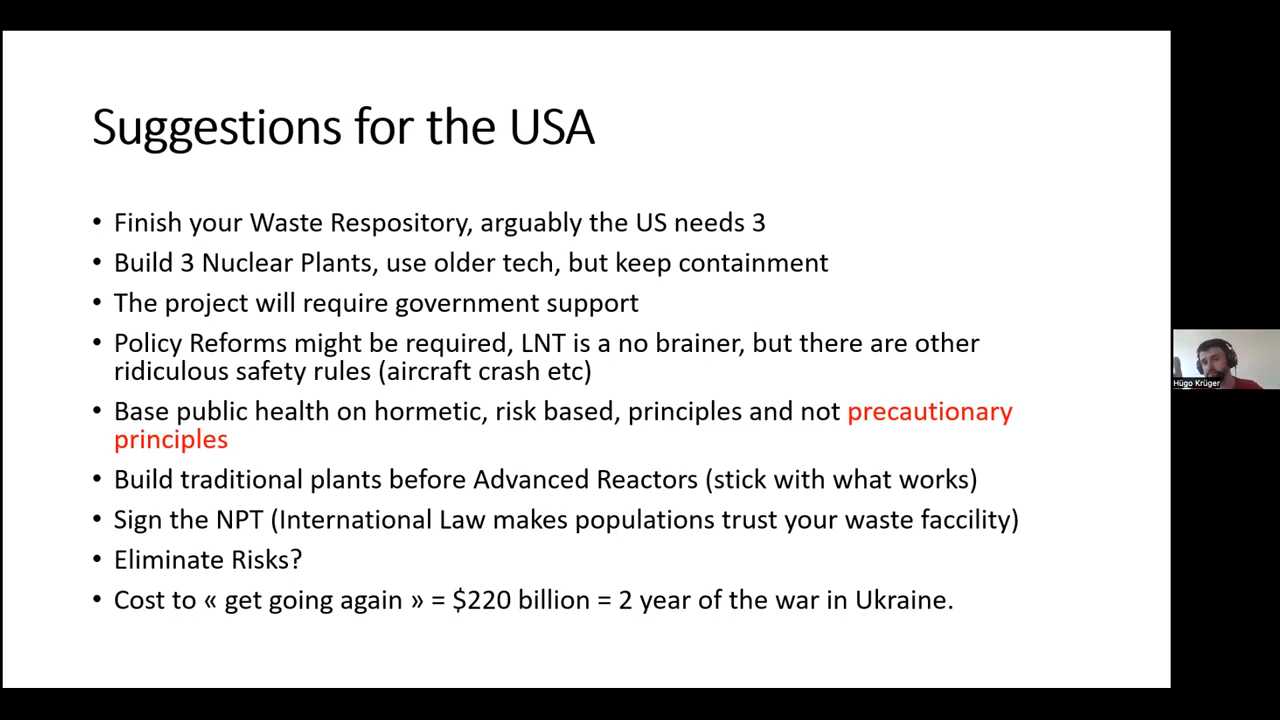 Suggestions for the USA
• Finish your Waste Respository, arguably the US needs 3
• Build 3 Nuclear Plants, use older tech, but keep containment
• The project will require government support
• Policy Reforms might be required, LNT is a no brainer, but there are other
ridiculous safety rules (aircraft crash etc)
• Base public health on hormetic, risk based, principles and not precautionary
principles
• Build traditional plants before Advanced Reactors (stick with what works)
• Sign the NPT (International Law makes populations trust your waste faccility)
• Eliminate Risks?
• Cost to « get going again » = $220 billion = 2 year of the war in Ukraine.
Hügo Krüger